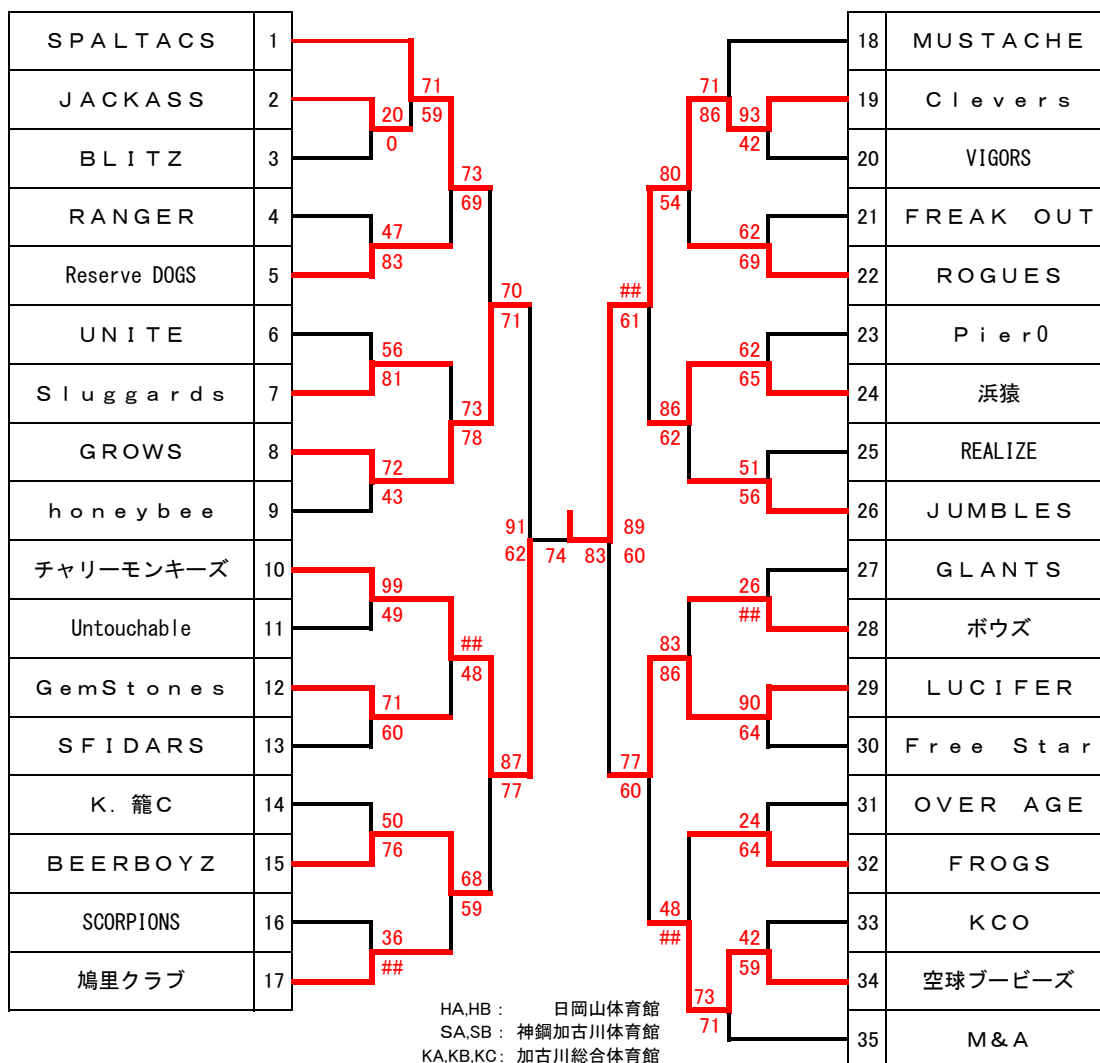 SPALTACS 1
JACKASS 2
BLITZ 3
RANGER 4
Reserve DOGS 5
UNITE 6
Sluggards 7
GROWS 8
honeybee 9
チャリーモンキーズ 10
Untouchable 11
GemStones 12
SFIDARS 13
K. 籠C 14
BEERBOYZ 15
SCORPIONS 16
鳩里クラブ 17
71
59
20
0
73
69
47
83
70
71
56
81
73
78
72
43
91
62
99
49
##
48
71
60
87
77
50
76
68
59
36
##
74
83
18 MUSTACHE
19 Clevers
20 VIGORS
21 FREAK OUT
22 ROGUES
23 Pier0
24 浜猿
25 REALIZE
26 JUMBLES
27 GLANTS
28 ボウズ
29 LUCIFER
30 Free Star
31 OVER AGE
32 FROGS
33 KCO
34 空球ブービーズ
35 M&A
71
86
93
42
80
54
62
69
##
61
62
65
86
62
51
56
89
60
26
##
83
86
90
64
77
60
24
64
48
##
42
59
73
71
HA,HB : 日岡山体育館
SA,SB : 神鋼加古川体育館
KA,KB,KC: 加古川総合体育館